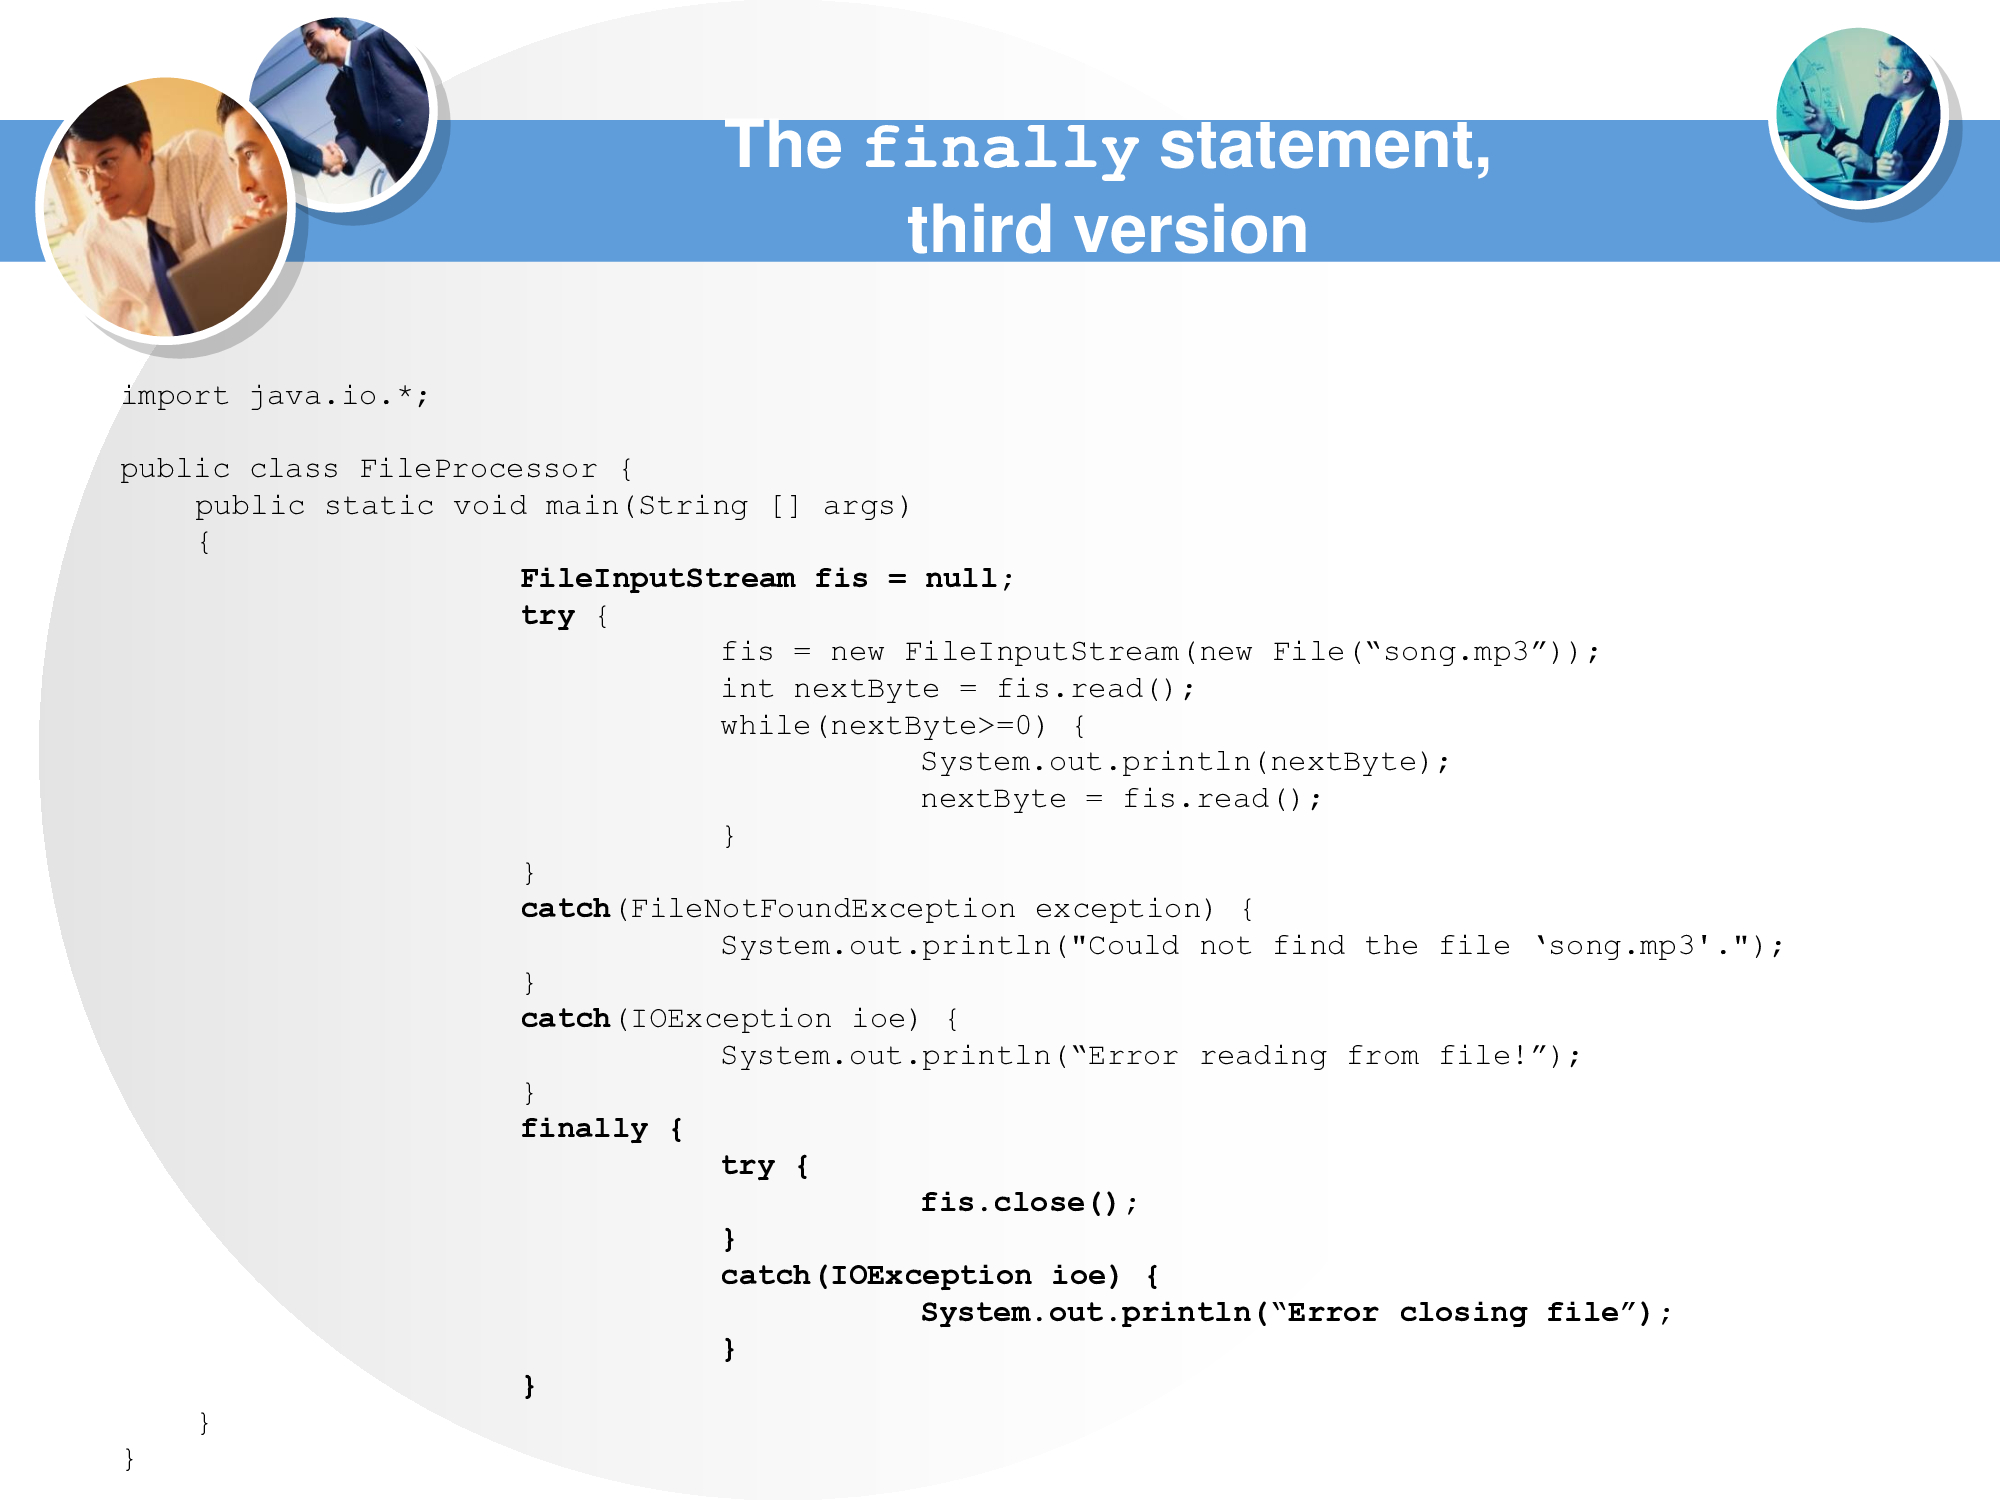 The finally statement,
third version
import java.io.*;
public class FileProcessor {
public static void main(String [] args)
{
FileInputStream fis = null;
try {
fis = new FileInputStream(new File(“song.mp3”));
int nextByte = fis.read();
while(nextByte>=0) {
System.out.println(nextByte);
nextByte = fis.read();
}
}
catch(FileNotFoundException exception) {
System.out.println("Could not find the file ‘song.mp3'.");
}
catch(IOException ioe) {
System.out.println(“Error reading from file!”);
}
finally {
try {
fis.close();
}
catch(IOException ioe) {
System.out.println(“Error closing file”);
}
}
}
}